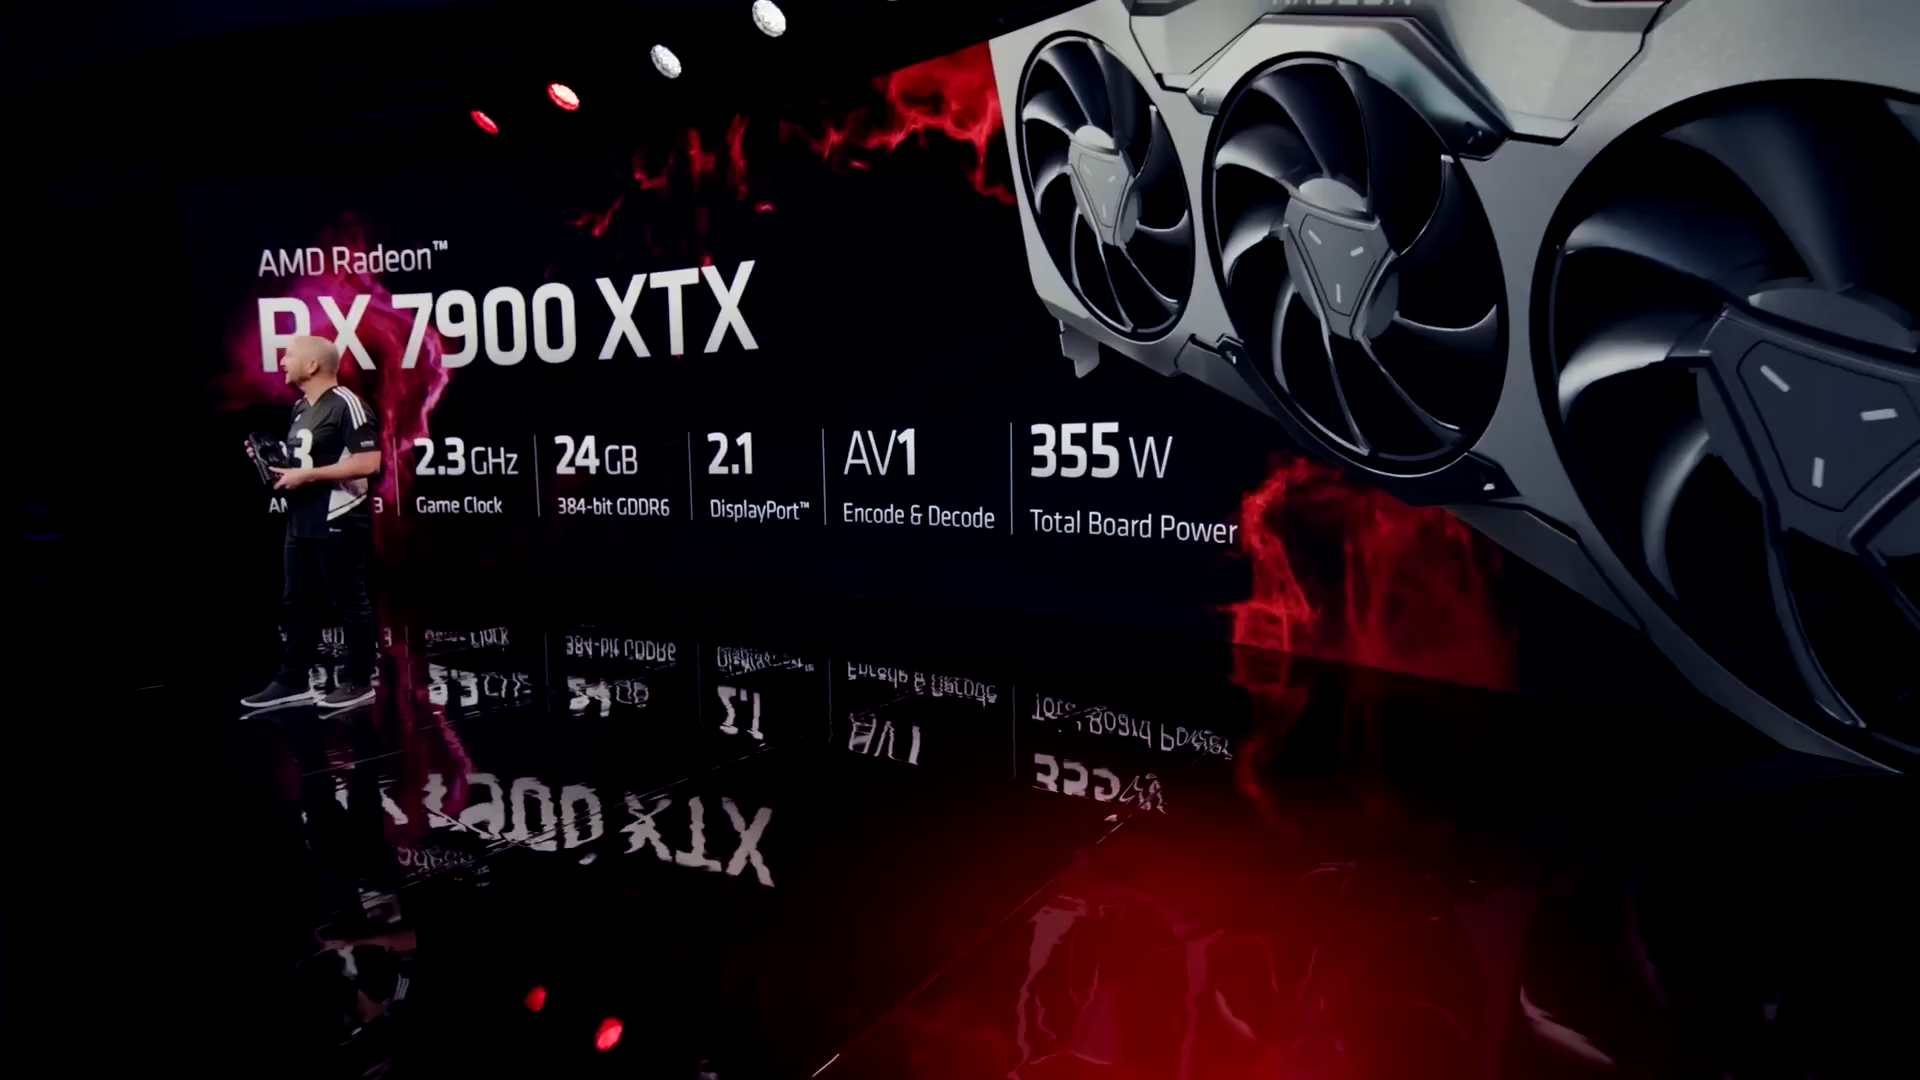 AMD Radeon™
RX 7900 XTX
2.3 GHz
Game Clock
24 GB
384-bit GDDR6
2.1
DisplayPort™
AV1
Encode & Decode
355 W
Total Board Power
3